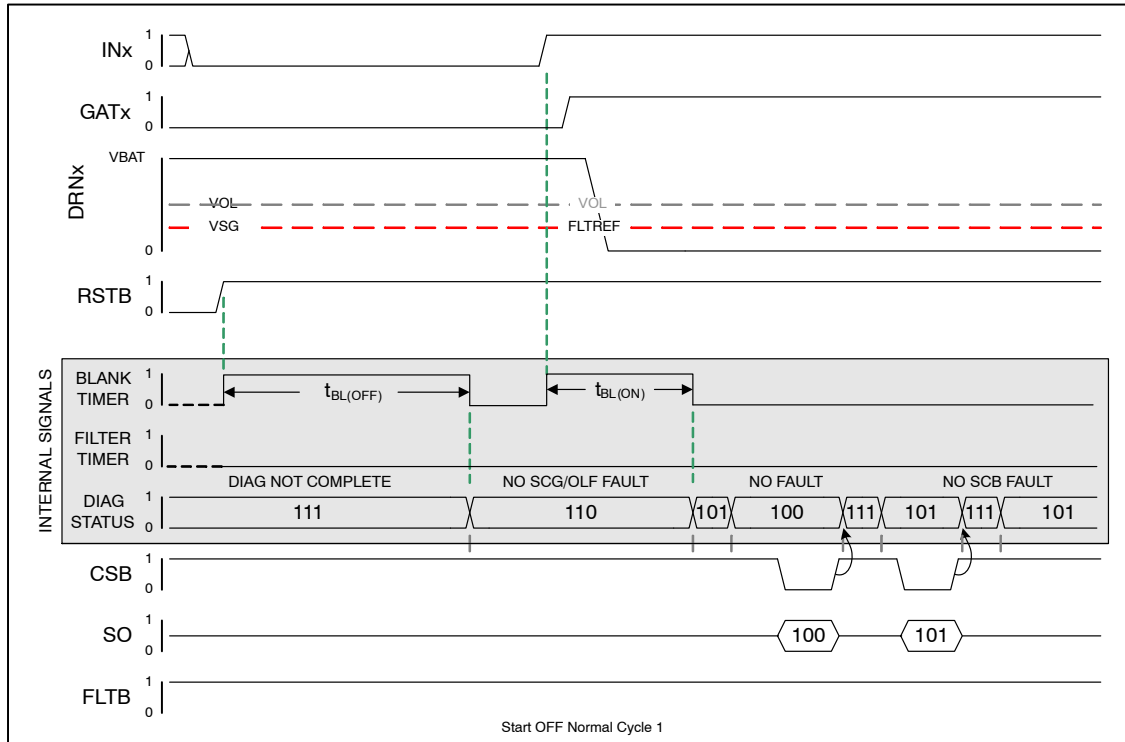 INx
1
0
GATx
1
0
DRNx
VBAT
VOL
VOL
VSG
FLTREF
0
RSTB
1
0
INTERNAL SIGNALS
BLANK
TIMER
1
0
tBL(OFF)
tBL(ON)
FILTER
TIMER
1
0
DIAG NOT COMPLETE
NO SCG/OLF FAULT
NO FAULT
NO SCB FAULT
DIAG
STATUS
1
0
111
110
101
100
111
101
111
101
CSB
1
0
SO
1
0
100
101
FLTB
1
0
Start OFF Normal Cycle 1